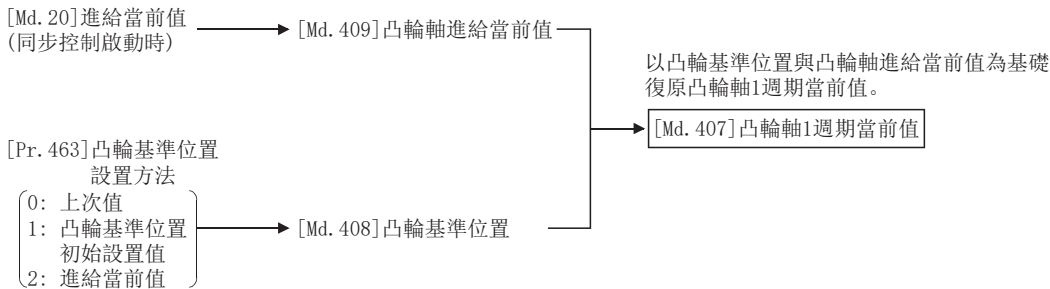 [Md.20]進給當前值
(同步控制啟動時)
[Md.409]凸輪軸進給當前值
以凸輪基準位置與凸輪軸進給當前值為基礎
復原凸輪軸1週期當前值。
[Md.407]凸輪軸1週期當前值
[Pr.463]凸輪基準位置
設置方法
0: 上次值
1: 凸輪基準位置
初始設置值
2: 進給當前值
[Md.408]凸輪基準位置